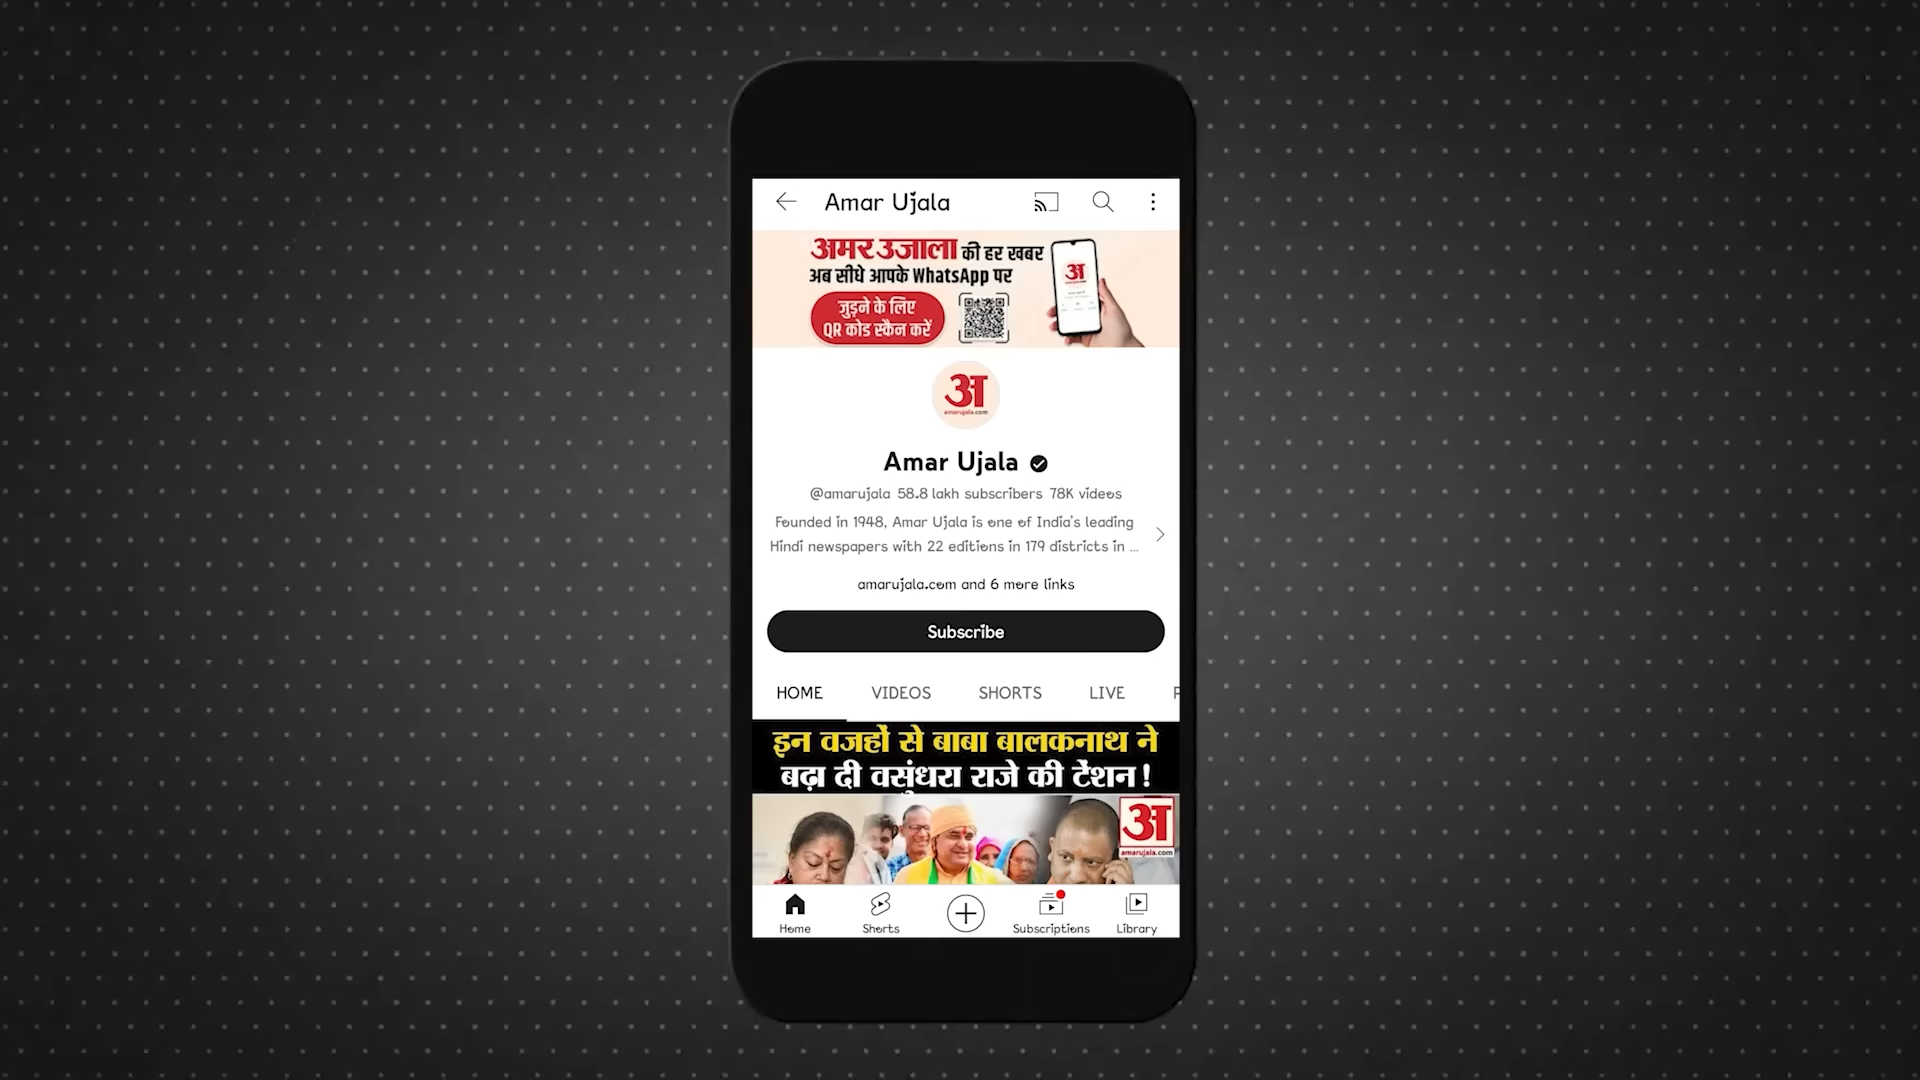 Amar Ujala
अमर उजाला की हर खबर
अब सीधे आपके WhatsApp पर
जुड़ने के लिए
QR कोड स्कैन करें
अ
अ
amarujala.com
Amar Ujala
@amarujala 58.8 lakh subscribers 78K videos
Founded in 1948, Amar Ujala is one of India's leading
Hindi newspapers with 22 editions in 179 districts in ...
amarujala.com and 6 more links
Subscribe
HOME VIDEOS SHORTS LIVE
इन वजहों से बाबा बालकनाथ ने
बढ़ा दी वसुंधरा राजे की टेंशन!
अ
amarujala.com
Home Shorts Subscriptions Library